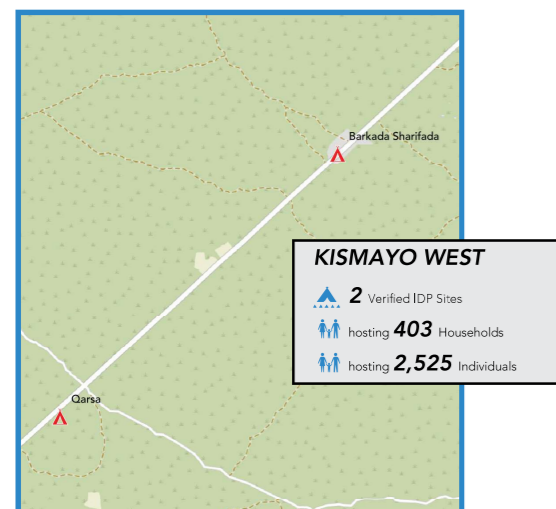 Barkada Sharifada
KISMAYO WEST
2 Verified IDP Sites
hosting 403 Households
hosting 2,525 Individuals
Qarsa